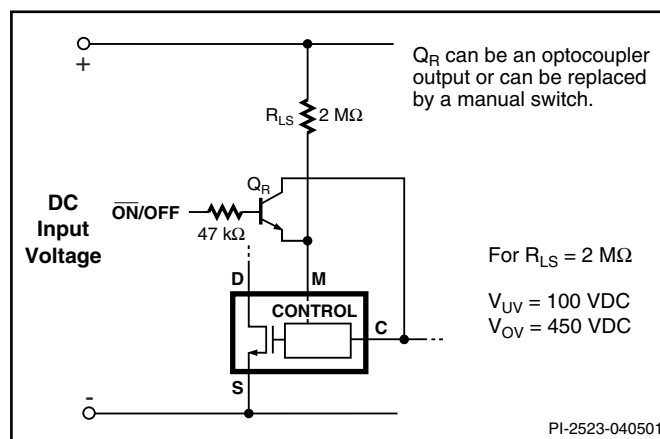 +
Q_R can be an optocoupler
output or can be replaced
by a manual switch.
R_LS
2 MΩ
Q_R
DC
Input
Voltage
O̅N̅/OFF
47 kΩ
For R_LS = 2 MΩ
V_UV = 100 VDC
V_OV = 450 VDC
D
M
CONTROL
C
S
-
PI-2523-040501